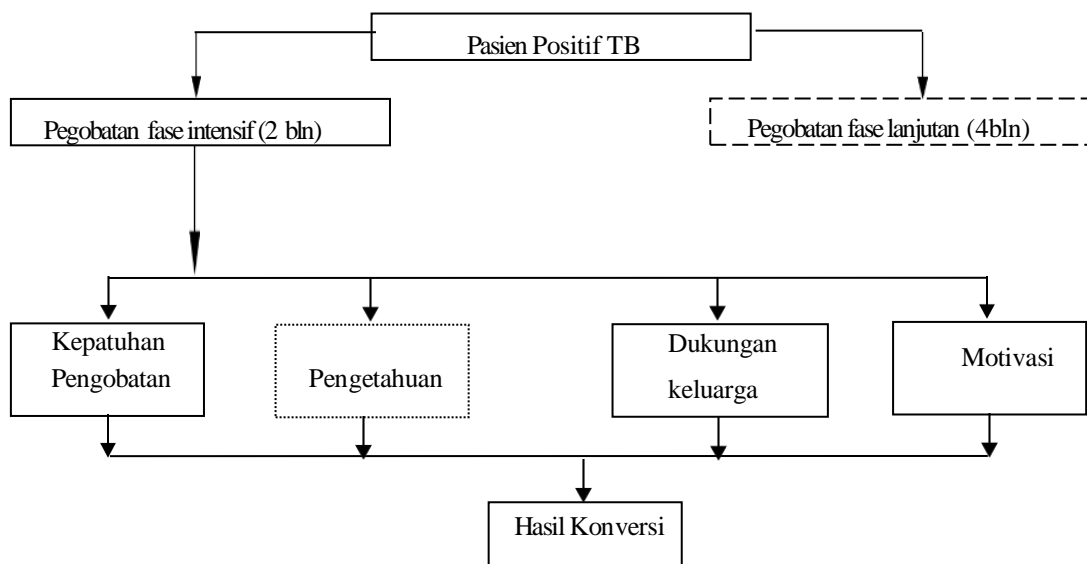 Pasien Positif TB
Pegobatan fase intensif (2 bln)
Pegobatan fase lanjutan (4bln)
Kepatuhan
Pengobatan
Pengetahuan
Dukungan
keluarga
Motivasi
Hasil Konversi